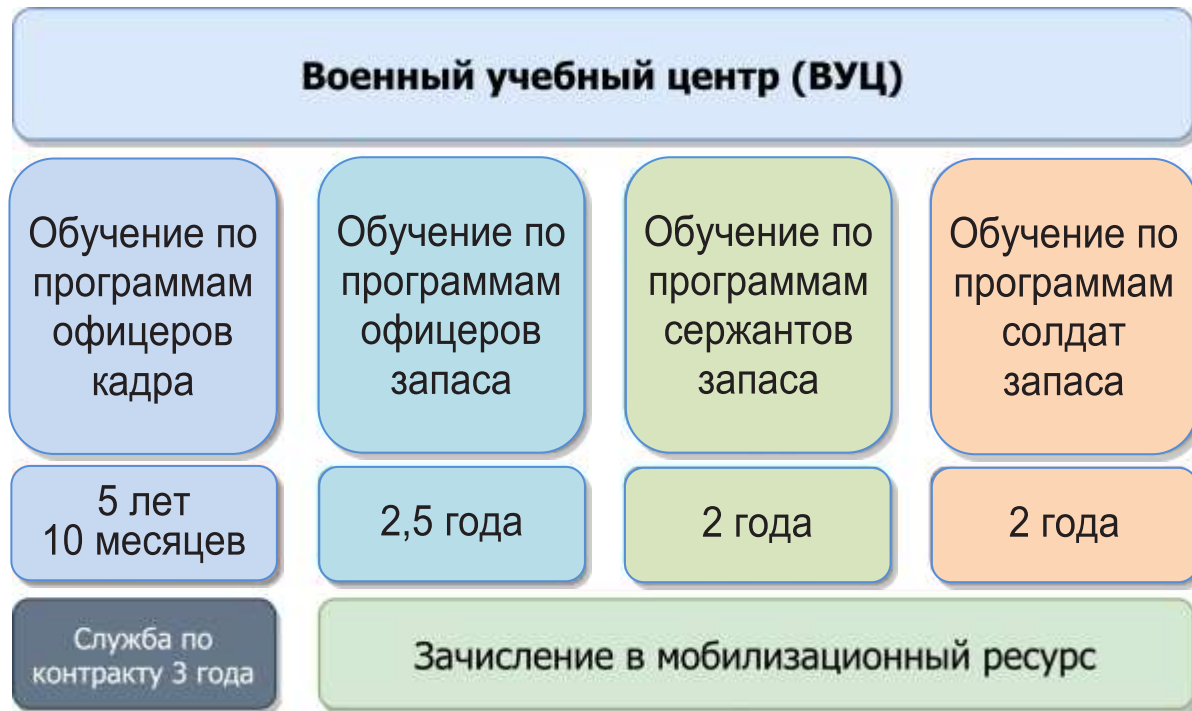 Военный учебный центр (ВУЦ)
Обучение по
программам
офицеров
кадра
Обучение по
программам
офицеров
запаса
Обучение по
программам
сержантов
запаса
Обучение по
программам
солдат
запаса
5 лет
10 месяцев
2,5 года
2 года
2 года
Служба по
контракту 3 года
Зачисление в мобилизационный ресурс